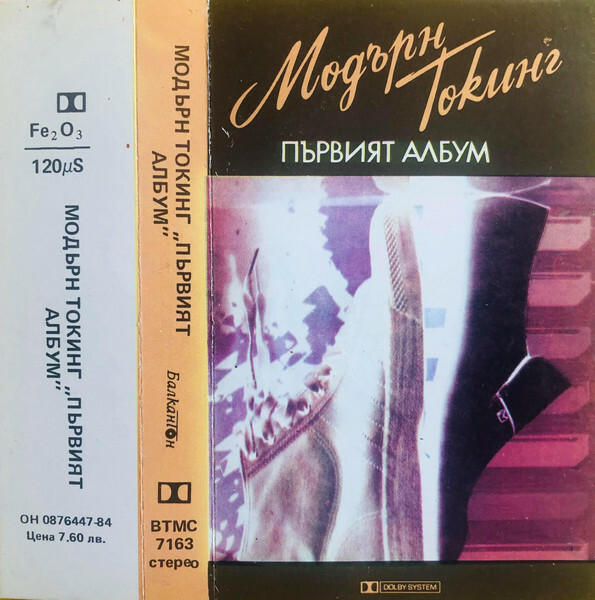 Fe₂O₃
120µS
МОДЪРН ТОКИНГ „ПЪРВИЯТ
АЛБУМ”
ОН 0876447-84
Цена 7.60 лв.
МОДЪРН ТОКИНГ „ПЪРВИЯТ
АЛБУМ”
Балкантон
ВТМС
7163
стерео
Модърн
Токинг
ПЪРВИЯТ АЛБУМ
DOLBY SYSTEM